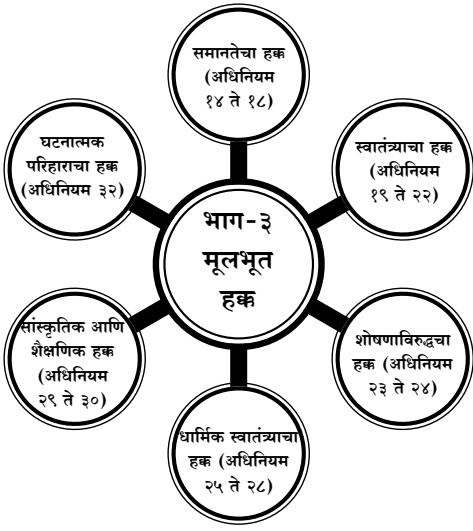 समानतेचा हक्क
(अधिनियम
१४ ते १८)
स्वातंत्र्याचा हक्क
(अधिनियम
१९ ते २२)
शोषणाविरुद्धचा
हक्क (अधिनियम
२३ ते २४)
धार्मिक स्वातंत्र्याचा
हक्क (अधिनियम
२५ ते २८)
सांस्कृतिक आणि
शैक्षणिक हक्क
(अधिनियम
२९ ते ३०)
घटनात्मक
परिहाराचा हक्क
(अधिनियम ३२)
भाग-३
मूलभूत
हक्क